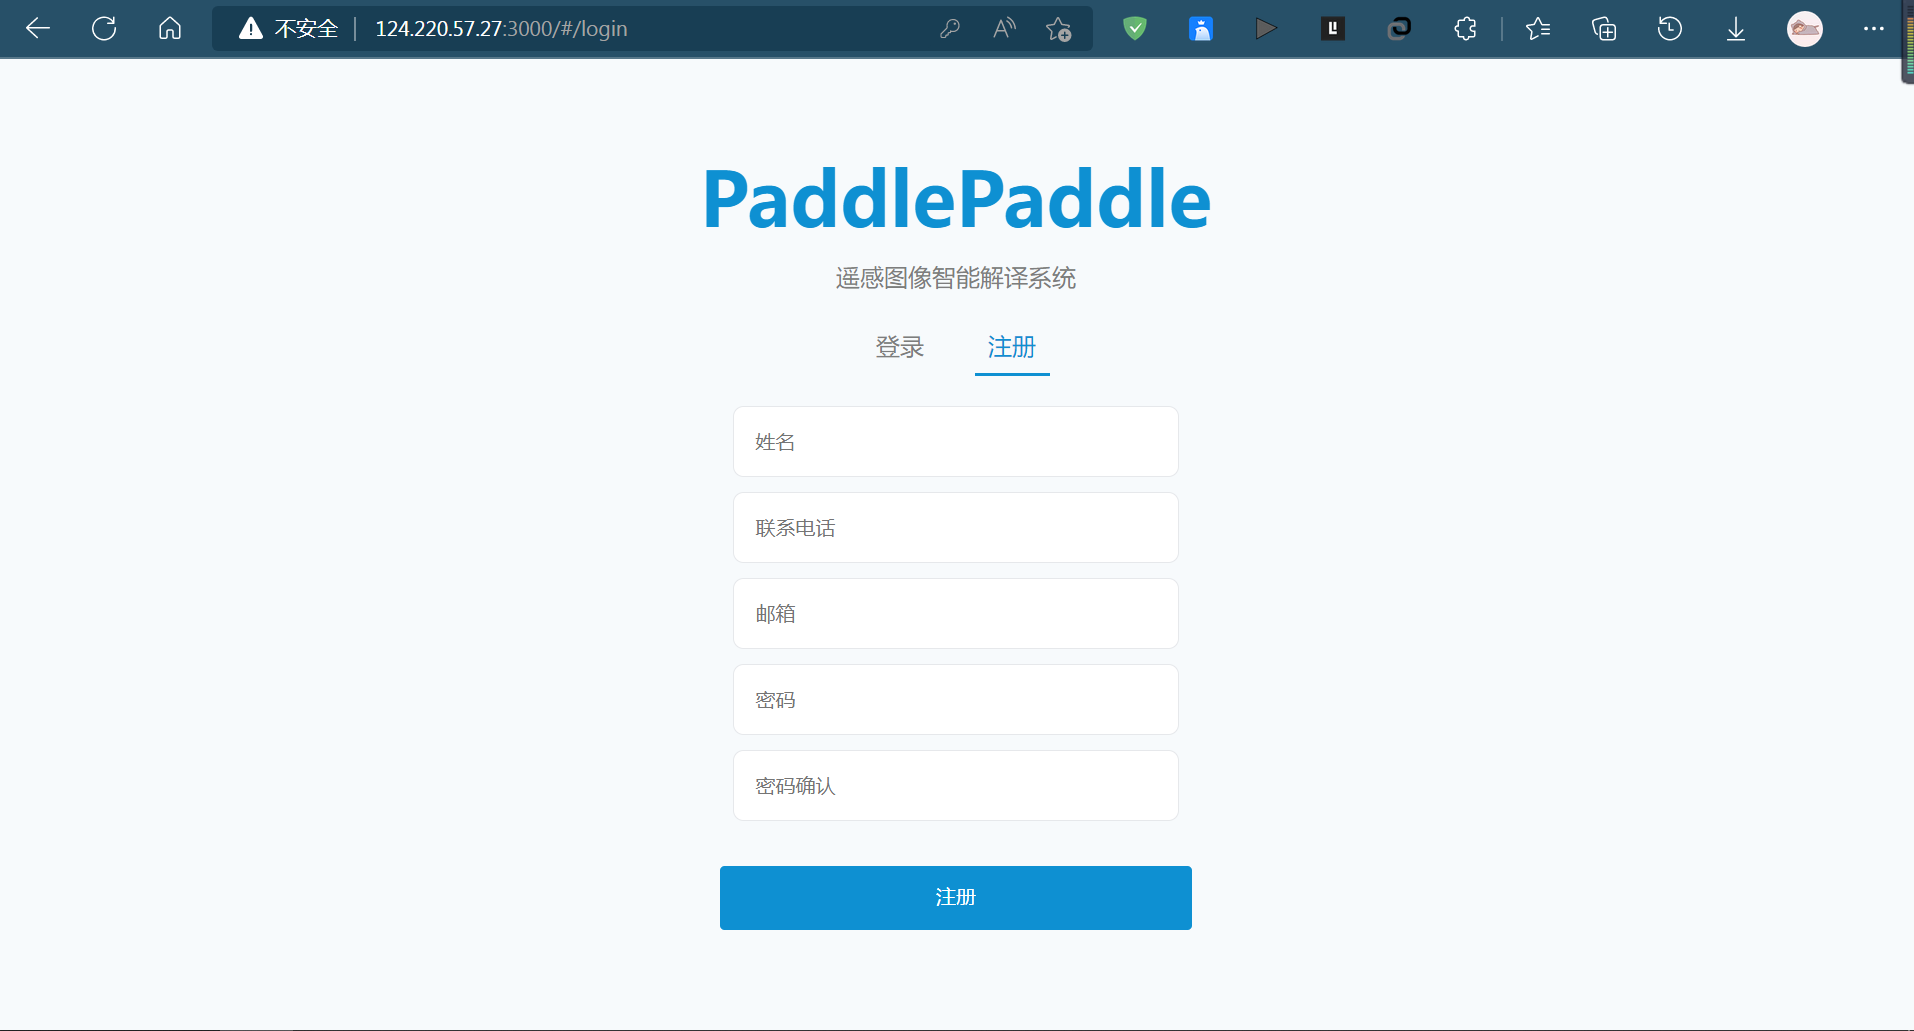 不安全 124.220.57.27:3000/#/login
PaddlePaddle
遥感图像智能解译系统
登录 注册
姓名
联系电话
邮箱
密码
密码确认
注册